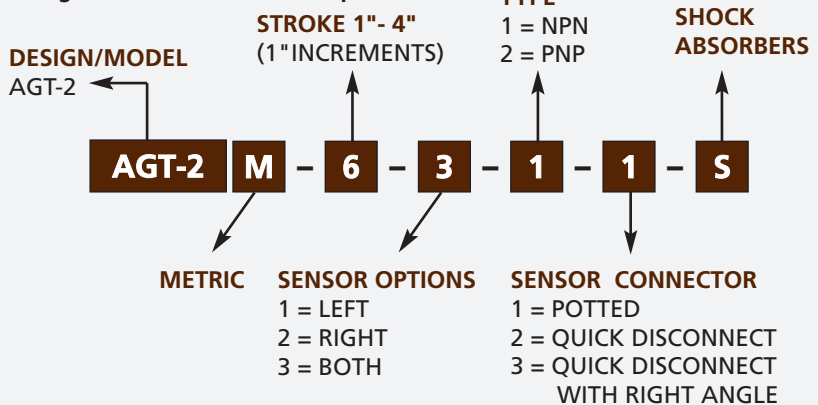 STROKE 1"- 4"
(1"INCREMENTS)
1 = NPN
2 = PNP
SHOCK
ABSORBERS
DESIGN/MODEL
AGT-2
AGT-2 M – 6 – 3 – 1 – 1 – S
METRIC
SENSOR OPTIONS
1 = LEFT
2 = RIGHT
3 = BOTH
SENSOR CONNECTOR
1 = POTTED
2 = QUICK DISCONNECT
3 = QUICK DISCONNECT
WITH RIGHT ANGLE